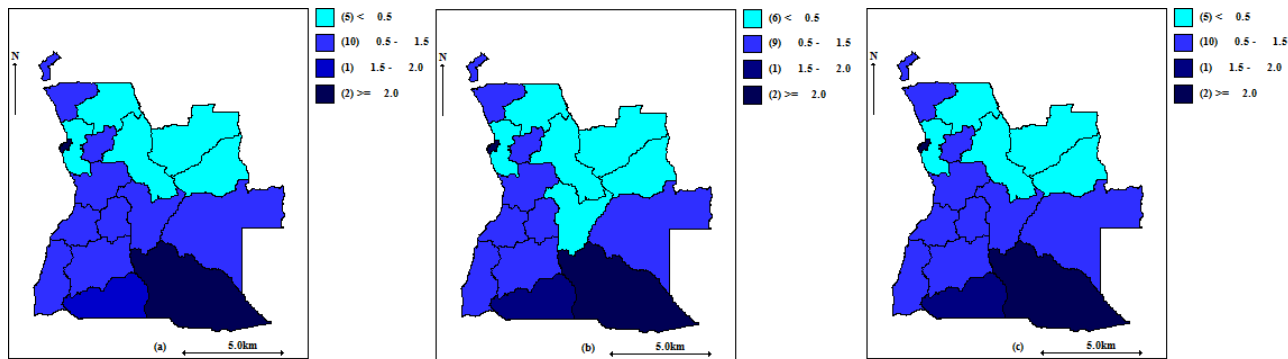 (5) < 0.5
(10) 0.5 - 1.5
(1) 1.5 - 2.0
(2) >= 2.0
N
(a)
5.0km
(6) < 0.5
(9) 0.5 - 1.5
(1) 1.5 - 2.0
(2) >= 2.0
N
(b)
5.0km
(5) < 0.5
(10) 0.5 - 1.5
(1) 1.5 - 2.0
(2) >= 2.0
N
(c)
5.0km